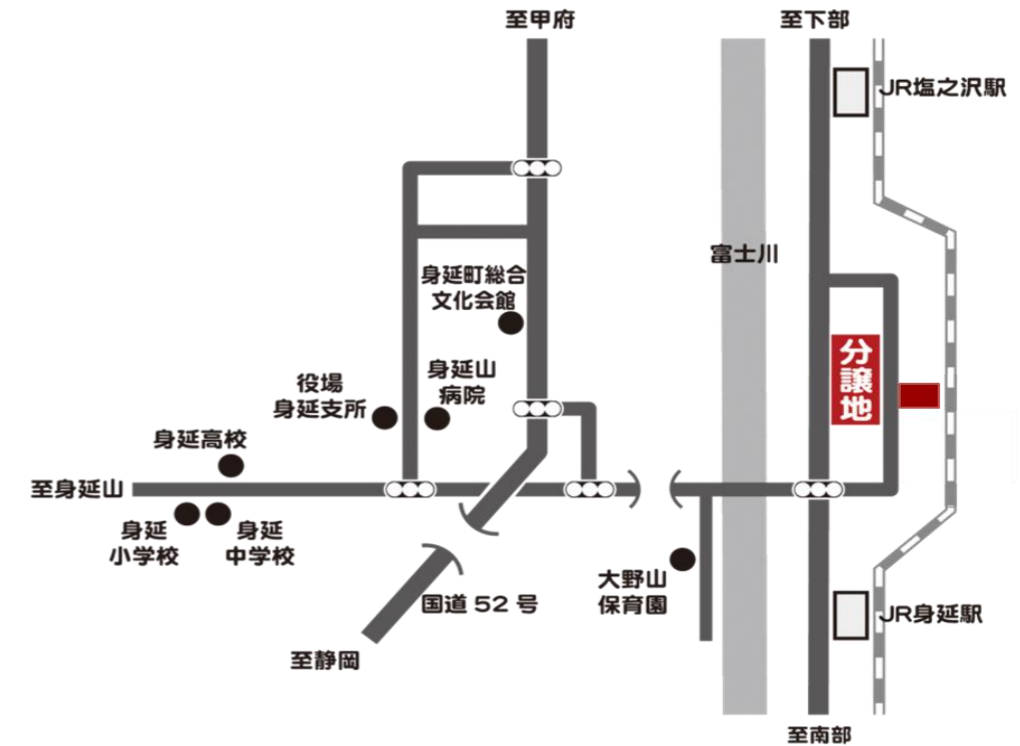 至甲府
至下部
JR塩之沢駅
富士川
身延町総合
文化会館
分譲地
身延山
病院
役場
身延支所
身延高校
至身延山
身延
小学校
身延
中学校
大野山
保育園
国道52号
JR身延駅
至静岡
至南部